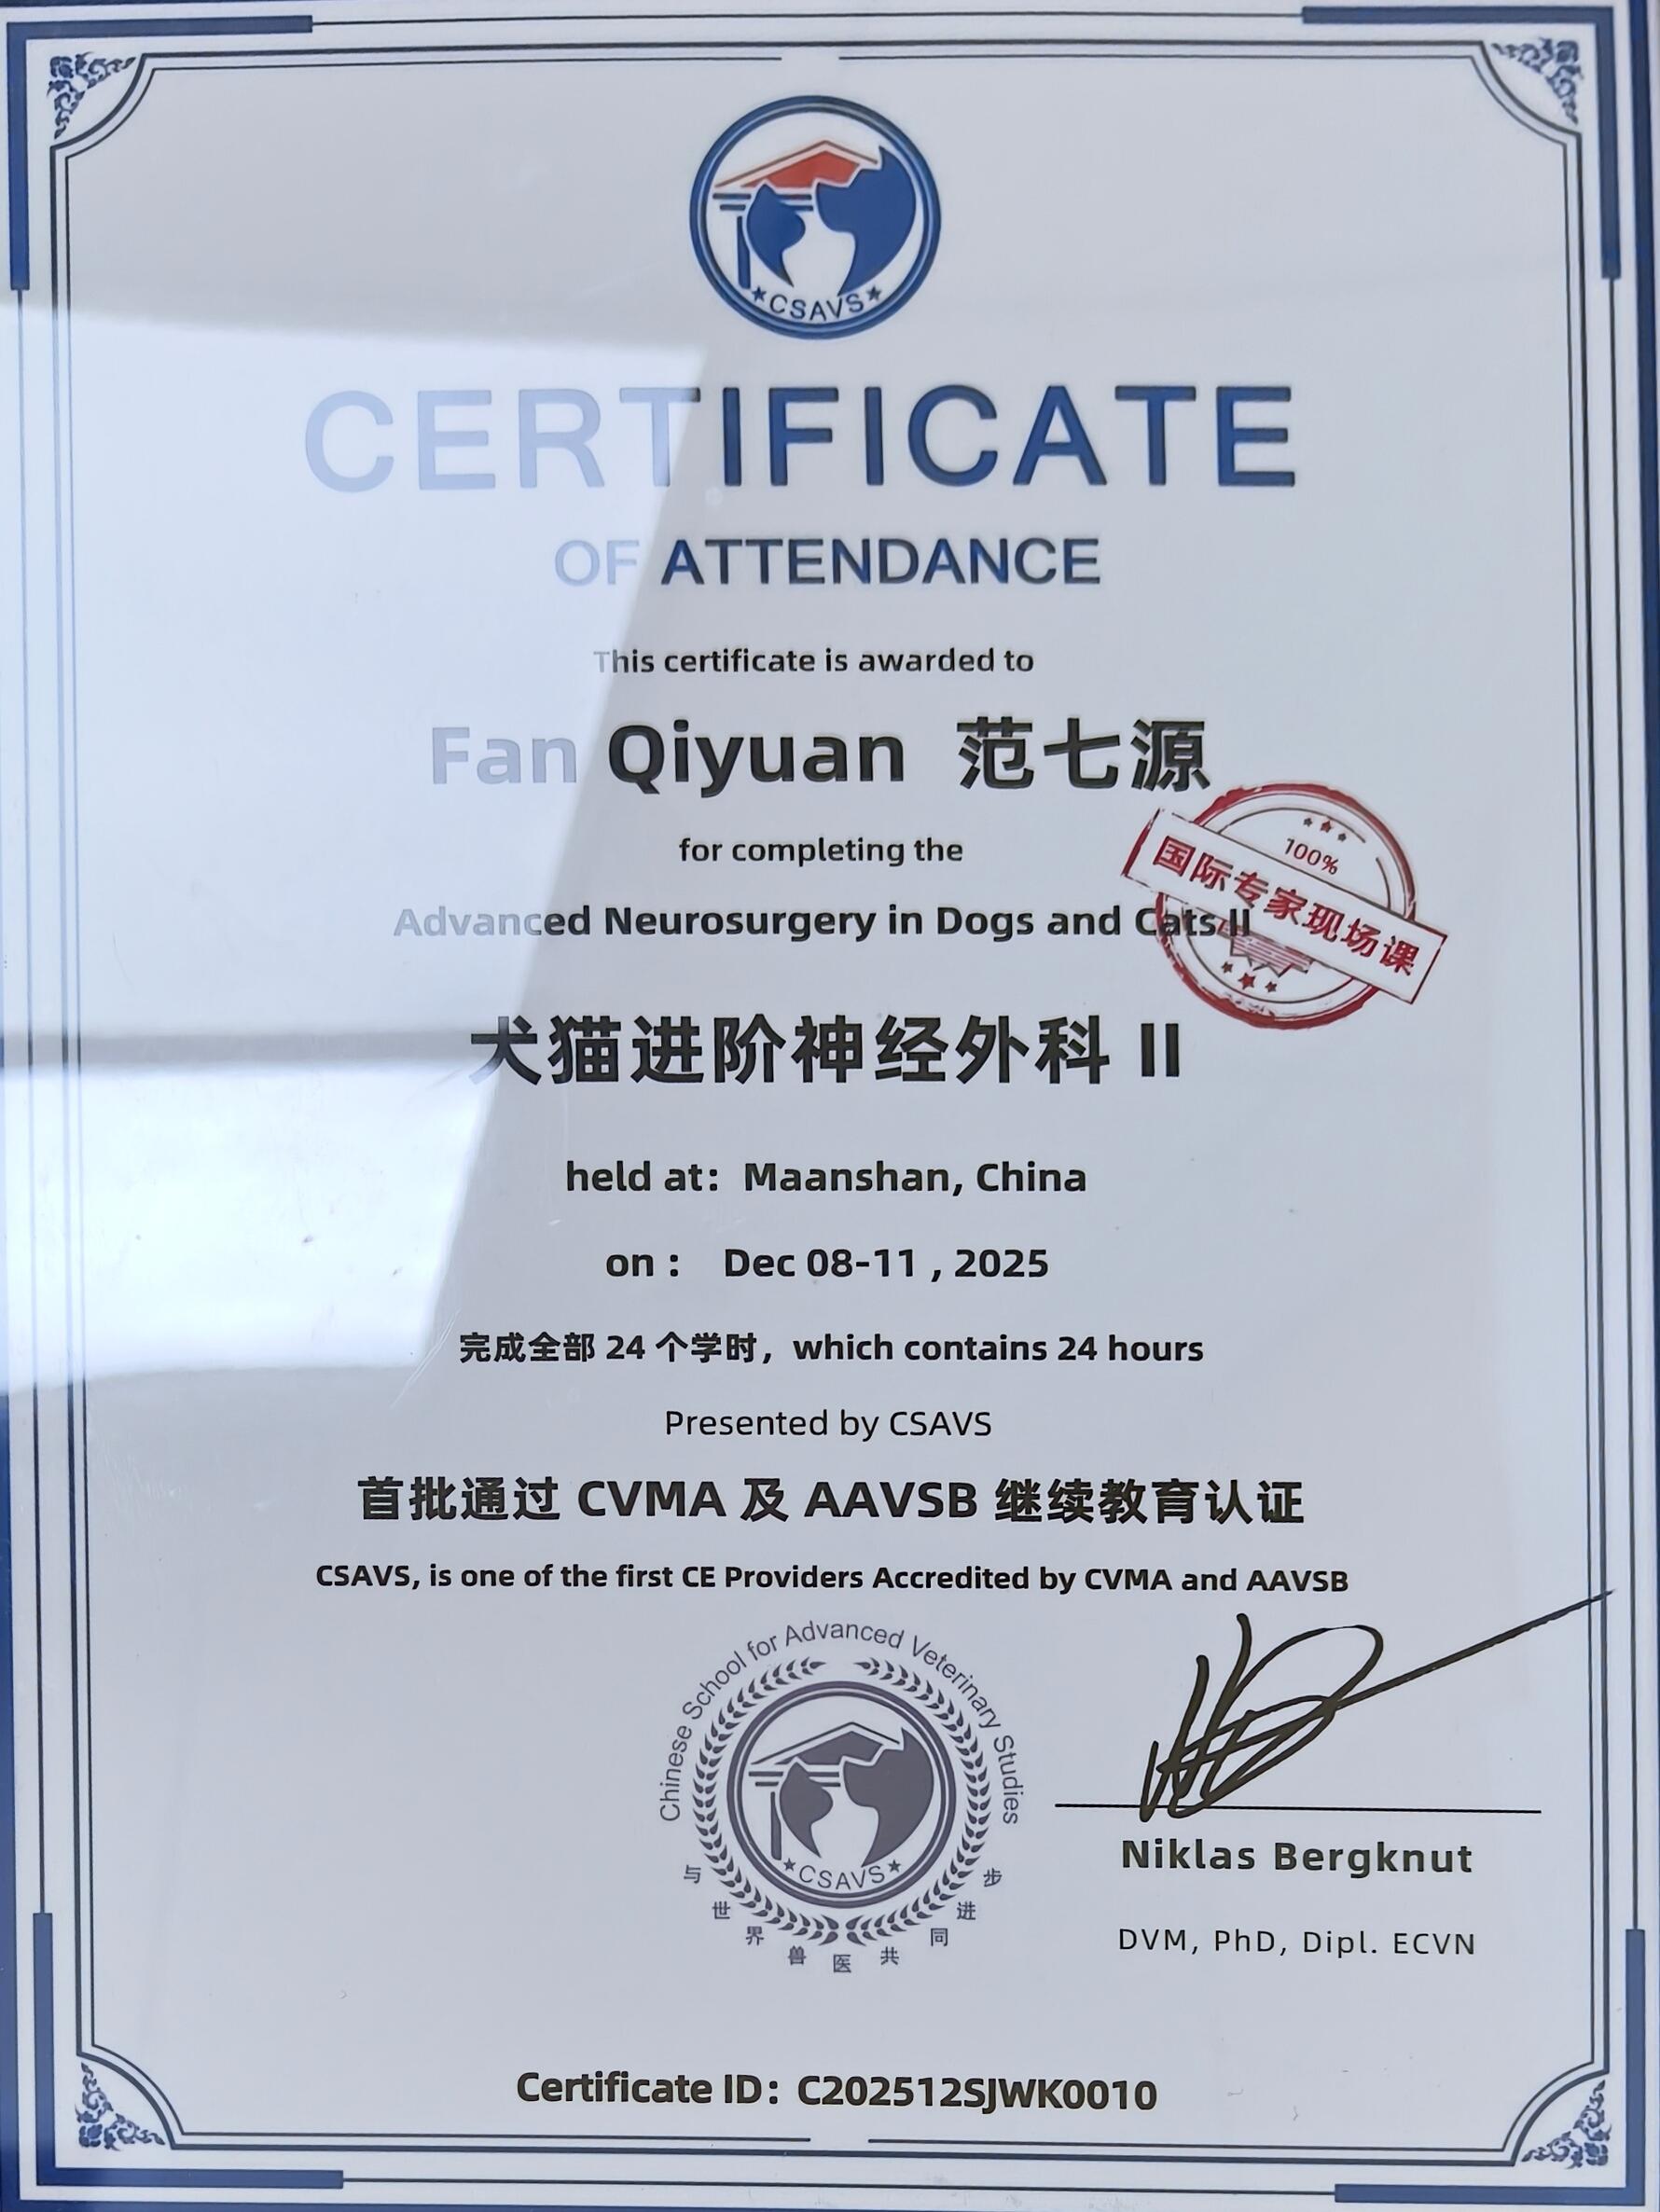 CSAVS
CERTIFICATE
OF ATTENDANCE
This certificate is awarded to
Fan Qiyuan 范七源
for completing the
100%
国际专家现场课
Advanced Neurosurgery in Dogs and Cats II
犬猫进阶神经外科 II
held at: Maanshan, China
on : Dec 08-11 , 2025
完成全部 24 个学时，which contains 24 hours
Presented by CSAVS
首批通过 CVMA 及 AAVSB 继续教育认证
CSAVS, is one of the first CE Providers Accredited by CVMA and AAVSB
Chinese School for Advanced Veterinary Studies
CSAVS
与世界兽医共同进步
Niklas Bergknut
DVM, PhD, Dipl. ECVN
Certificate ID: C202512SJWK0010